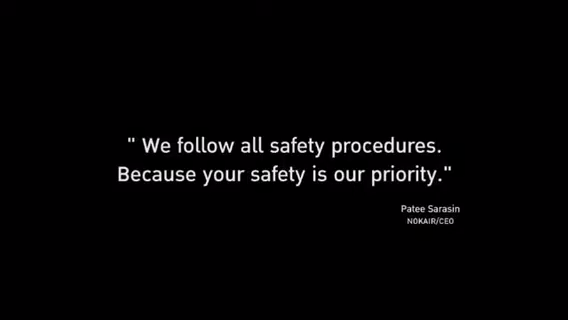 " We follow all safety procedures.
Because your safety is our priority."
Patee Sarasin
NOKAIR/CEO